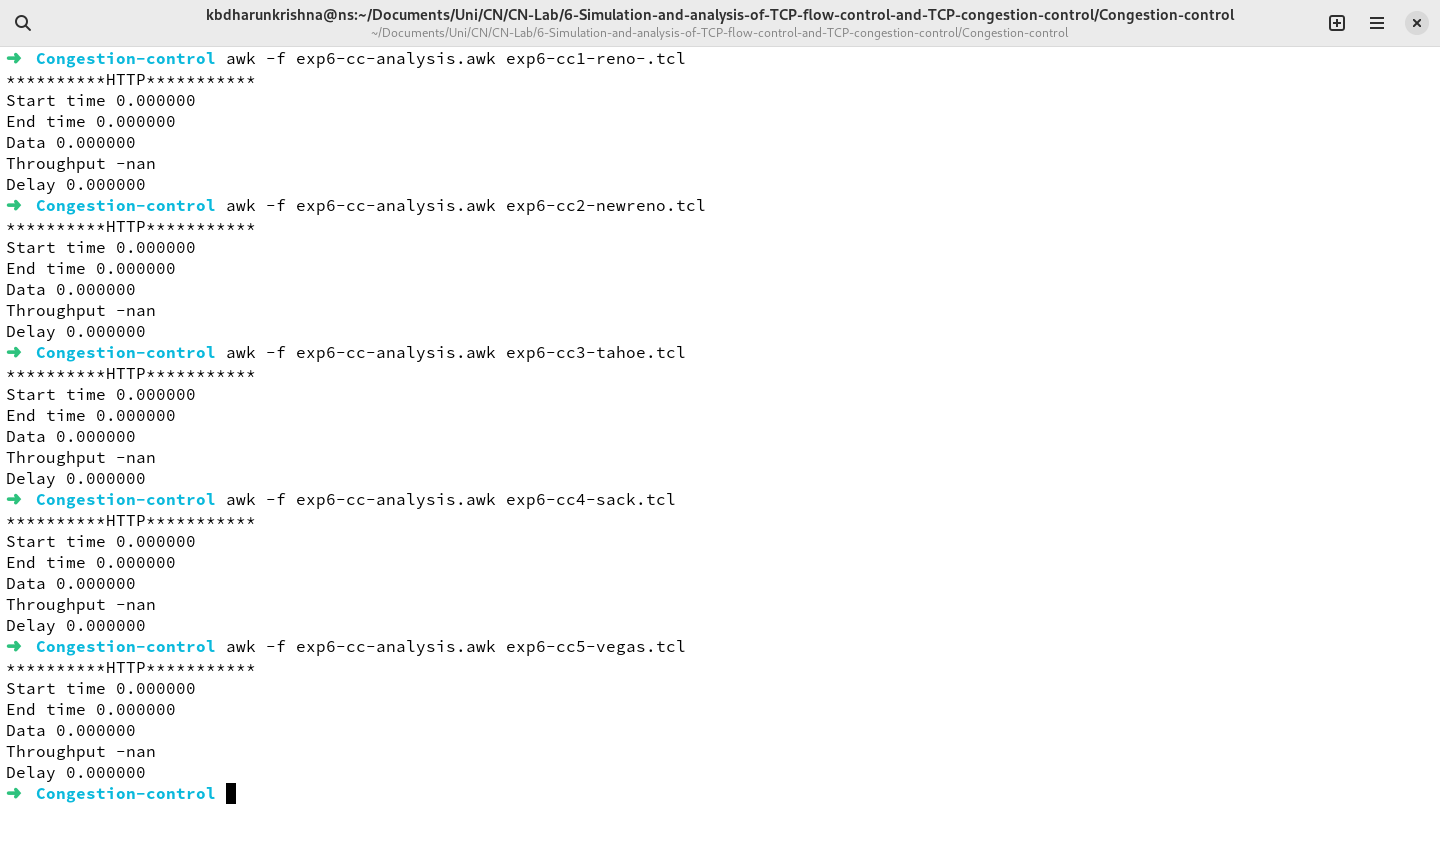 kbdharunkrishna@ns:~/Documents/Uni/CN/CN-Lab/6-Simulation-and-analysis-of-TCP-flow-control-and-TCP-congestion-control/Congestion-control
~/Documents/Uni/CN/CN-Lab/6-Simulation-and-analysis-of-TCP-flow-control-and-TCP-congestion-control/Congestion-control
➜ Congestion-control awk -f exp6-cc-analysis.awk exp6-cc1-reno-.tcl
**********HTTP***********
Start time 0.000000
End time 0.000000
Data 0.000000
Throughput -nan
Delay 0.000000
➜ Congestion-control awk -f exp6-cc-analysis.awk exp6-cc2-newreno.tcl
**********HTTP***********
Start time 0.000000
End time 0.000000
Data 0.000000
Throughput -nan
Delay 0.000000
➜ Congestion-control awk -f exp6-cc-analysis.awk exp6-cc3-tahoe.tcl
**********HTTP***********
Start time 0.000000
End time 0.000000
Data 0.000000
Throughput -nan
Delay 0.000000
➜ Congestion-control awk -f exp6-cc-analysis.awk exp6-cc4-sack.tcl
**********HTTP***********
Start time 0.000000
End time 0.000000
Data 0.000000
Throughput -nan
Delay 0.000000
➜ Congestion-control awk -f exp6-cc-analysis.awk exp6-cc5-vegas.tcl
**********HTTP***********
Start time 0.000000
End time 0.000000
Data 0.000000
Throughput -nan
Delay 0.000000
➜ Congestion-control